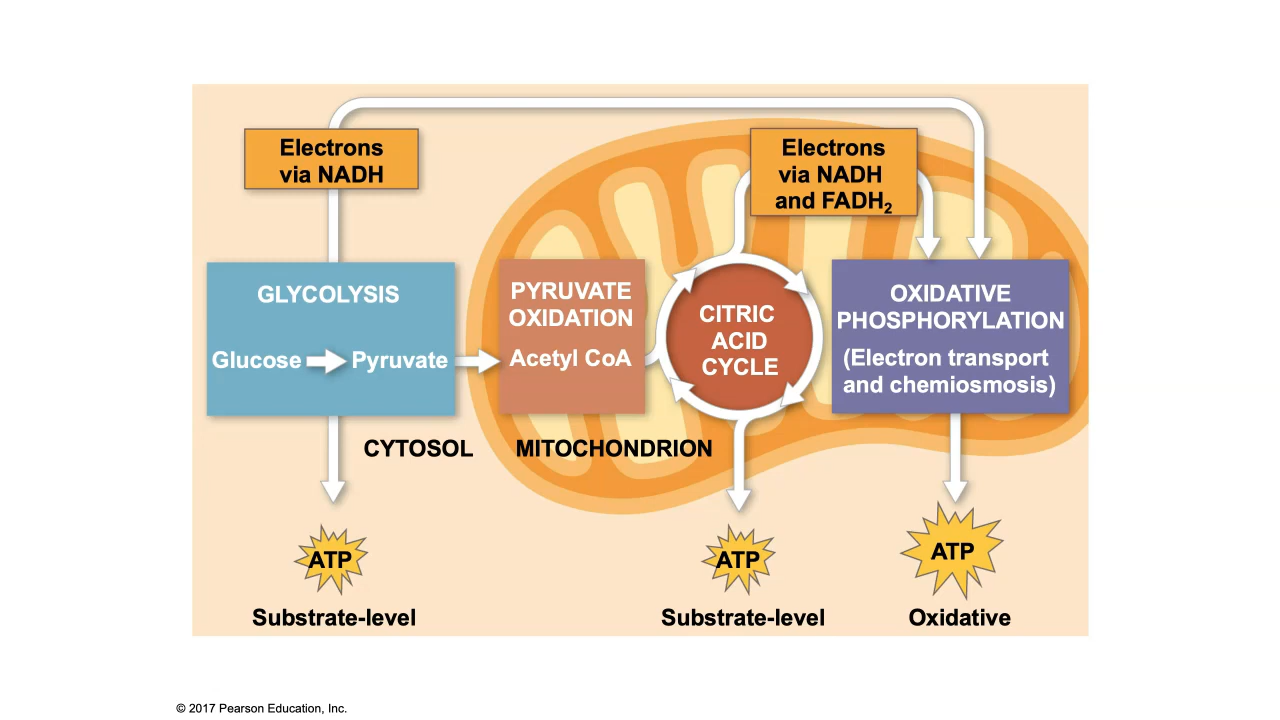 Electrons
via NADH
Electrons
via NADH
and FADH₂
GLYCOLYSIS
Glucose Pyruvate
PYRUVATE
OXIDATION
Acetyl CoA
CITRIC
ACID
CYCLE
OXIDATIVE
PHOSPHORYLATION
(Electron transport
and chemiosmosis)
CYTOSOL
MITOCHONDRION
ATP
ATP
ATP
Substrate-level
Substrate-level
Oxidative
© 2017 Pearson Education, Inc.